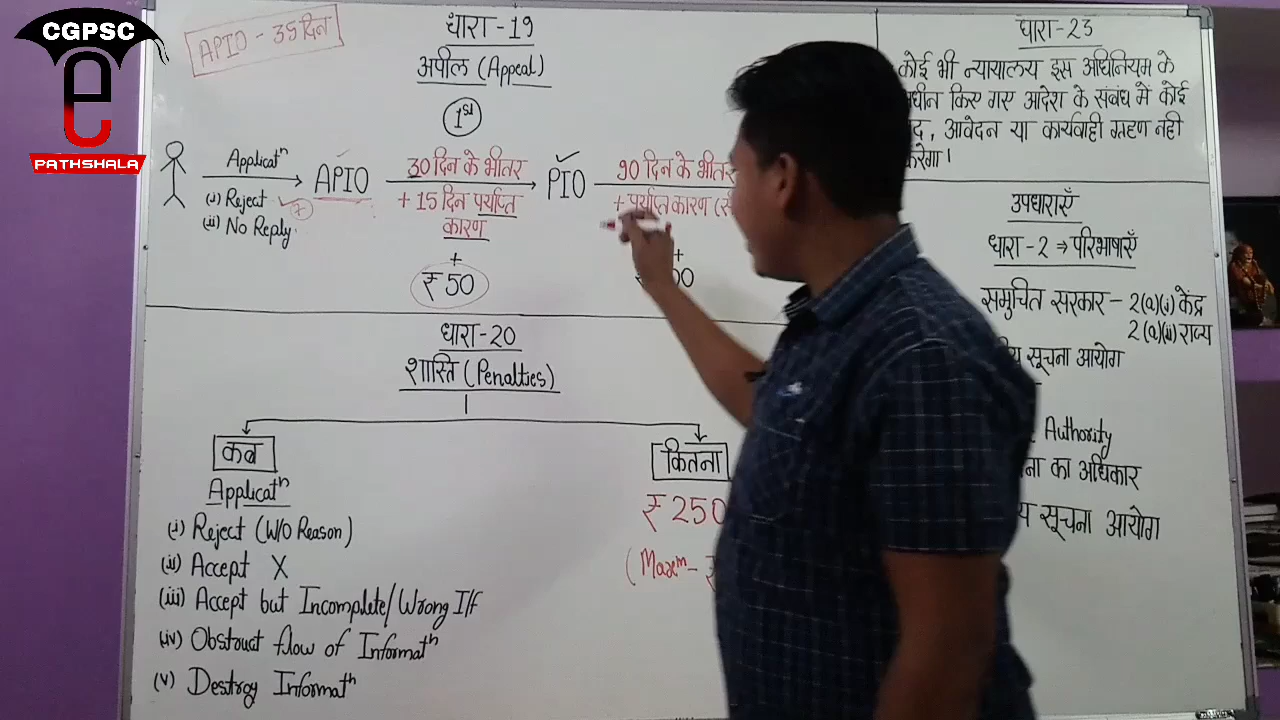 CGPSC
e
PATHSHALA
APIO - 35 दिन
धारा-19
अपील (Appeal)
1st
Applicatn
(i) Reject
(ii) No Reply
APIO
30 दिन के भीतर
+ 15 दिन पर्याप्त
कारण
+
₹50
PIO
90 दिन के भीतर
+ पर्याप्त कारण
+
धारा-20
शास्ति (Penalties)
कब
Applicatn
(i) Reject (W/O Reason)
(ii) Accept X
(iii) Accept but Incomplete/Wrong I/f
(iv) Obstruct flow of Informatn
(v) Destroy Informatn
कितना
₹250
(Maxm - ₹
धारा-23
कोई भी न्यायालय इस अधिनियम के
किए गए आदेश के संबंध में कोई
, आवेदन या कार्यवाही ग्रहण नही
करेगा।
उपधाराएँ
धारा-2 → परिभाषाएँ
समुचित सरकार - 2(a)(i) केंद्र
2(a)(ii) राज्य
सूचना आयोग
Authority
का अधिकार
सूचना आयोग